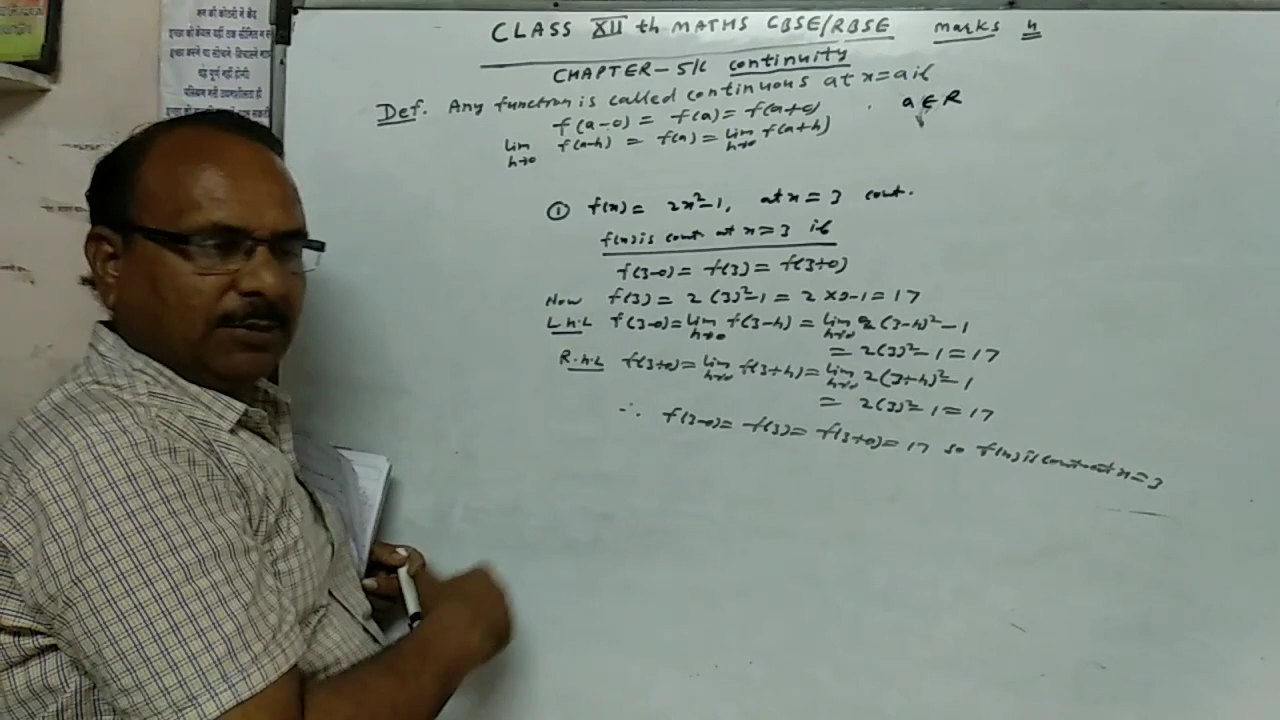 CLASS XII th MATHS CBSE/RBSE marks 4
CHAPTER-5/6 continuity
Def. Any function is called continuous at x=a if
f(a-0) = f(a) = f(a+0), a ∈ R
lim h→0 f(a-h) = f(a) = lim h→0 f(a+h)
① f(x) = 2x²-1, at x = 3 cont.
f(x) is cont. at x = 3 if
f(3-0) = f(3) = f(3+0)
Now f(3) = 2(3)²-1 = 2×9-1 = 17
L.h.L f(3-0) = lim h→0 f(3-h) = lim h→0 2(3-h)²-1
= 2(3)²-1 = 17
R.h.L f(3+0) = lim h→0 f(3+h) = lim h→0 2(3+h)²-1
= 2(3)²-1 = 17
∴ f(3-0) = f(3) = f(3+0) = 17 so f(x) is cont. at x = 3